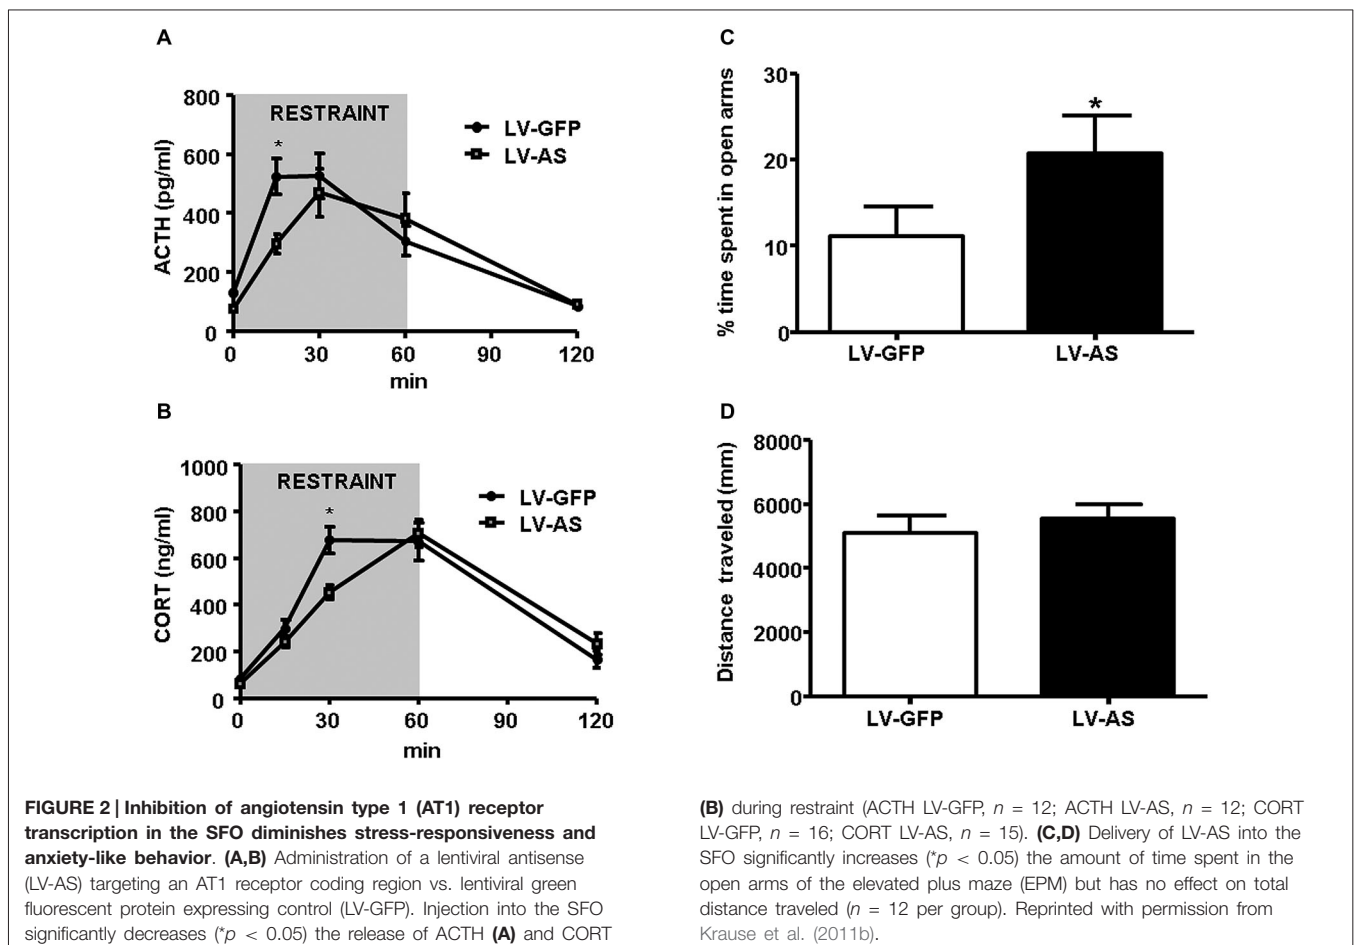 A
800
600
400
200
0
ACTH (pg/ml)
RESTRAINT
*
LV-GFP
LV-AS
0 30 60 90 120
min
B
1000
800
600
400
200
0
CORT (ng/ml)
RESTRAINT
*
LV-GFP
LV-AS
0 30 60 90 120
min
C
30
20
10
0
% time spent in open arms
*
LV-GFP LV-AS
D
8000
6000
4000
2000
0
Distance traveled (mm)
LV-GFP LV-AS
FIGURE 2 | Inhibition of angiotensin type 1 (AT1) receptor
transcription in the SFO diminishes stress-responsiveness and
anxiety-like behavior. (A,B) Administration of a lentiviral antisense
(LV-AS) targeting an AT1 receptor coding region vs. lentiviral green
fluorescent protein expressing control (LV-GFP). Injection into the SFO
significantly decreases (*p < 0.05) the release of ACTH (A) and CORT
(B) during restraint (ACTH LV-GFP, n = 12; ACTH LV-AS, n = 12; CORT
LV-GFP, n = 16; CORT LV-AS, n = 15). (C,D) Delivery of LV-AS into the
SFO significantly increases (*p < 0.05) the amount of time spent in the
open arms of the elevated plus maze (EPM) but has no effect on total
distance traveled (n = 12 per group). Reprinted with permission from
Krause et al. (2011b).